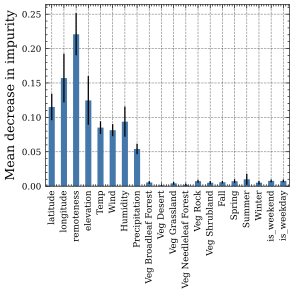 Mean decrease in impurity
0.25
0.20
0.15
0.10
0.05
0.00
latitude
longitude
remoteness
elevation
Temp
Wind
Humidity
Precipitation
Veg Broadleaf Forest
Veg Desert
Veg Grassland
Veg Needleleaf Forest
Veg Rock
Veg Shrubland
Fall
Spring
Summer
Winter
is_weekend
is_weekday